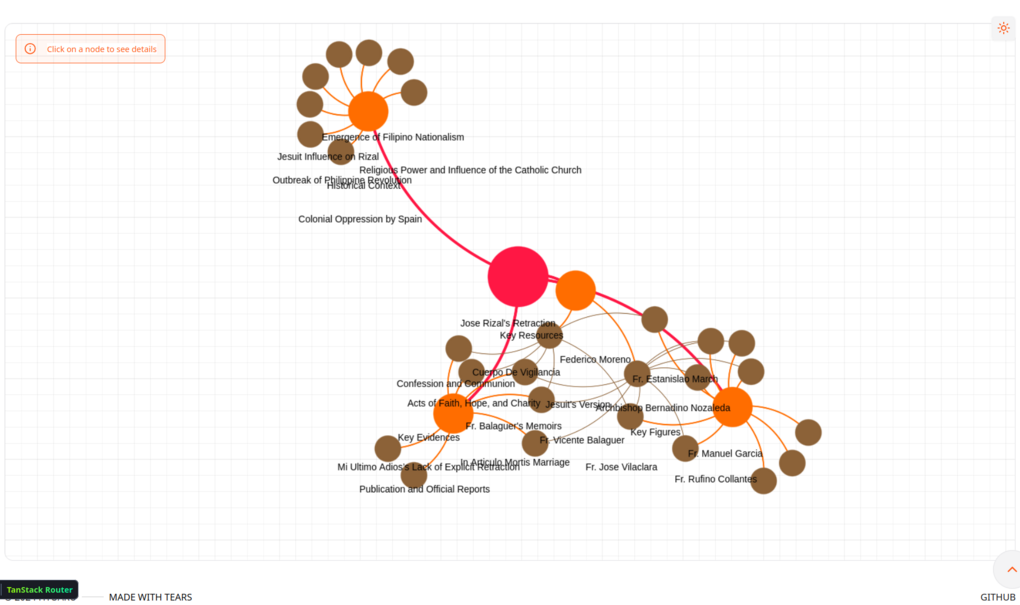 Click on a node to see details
Emergence of Filipino Nationalism
Jesuit Influence on Rizal
Religious Power and Influence of the Catholic Church
Outbreak of Philippine Revolution
Historical Context
Colonial Oppression by Spain
Jose Rizal's Retraction
Key Resources
Federico Moreno
Cuerpo De Vigilancia
Fr. Estanislao March
Confession and Communion
Acts of Faith, Hope, and Charity
Jesuit's Version
Archbishop Bernadino Nozaleda
Fr. Balaguer's Memoirs
Key Figures
Key Evidences
Fr. Vicente Balaguer
Fr. Manuel Garcia
In Articulo Mortis Marriage
Mi Ultimo Adios's Lack of Explicit Retraction
Fr. Jose Vilaclara
Fr. Rufino Collantes
Publication and Official Reports
TanStack Router
MADE WITH TEARS
GITHUB